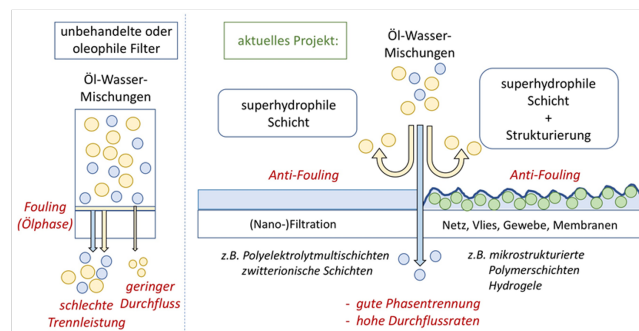 unbehandelte oder
oleophile Filter
Öl-Wasser-
Mischungen
Fouling
(Ölphase)
schlechte
Trennleistung
geringer
Durchfluss
aktuelles Projekt:
Öl-Wasser-
Mischungen
superhydrophile
Schicht
superhydrophile
Schicht
+
Strukturierung
Anti-Fouling
Anti-Fouling
(Nano-)Filtration
Netz, Vlies, Gewebe, Membranen
z.B. Polyelektrolytmultischichten
zwitterionische Schichten
z.B. mikrostrukturierte
Polymerschichten
Hydrogele
- gute Phasentrennung
- hohe Durchflussraten